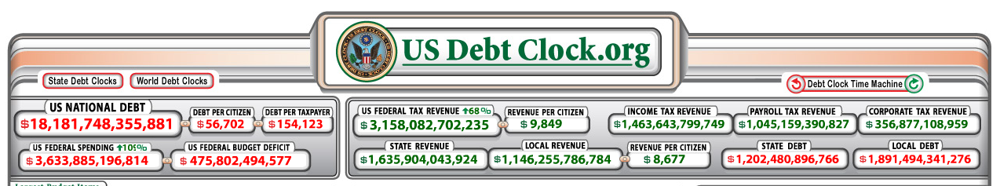 US Debt Clock.org
State Debt Clocks World Debt Clocks
Debt Clock Time Machine
US NATIONAL DEBT
$18,181,748,355,881
DEBT PER CITIZEN
$56,702
DEBT PER TAXPAYER
$154,123
US FEDERAL SPENDING ↑109%
$3,633,885,196,814
US FEDERAL BUDGET DEFICIT
$475,802,494,577
US FEDERAL TAX REVENUE ↑68%
$3,158,082,702,235
REVENUE PER CITIZEN
$9,849
INCOME TAX REVENUE
$1,463,643,799,749
PAYROLL TAX REVENUE
$1,045,159,390,827
CORPORATE TAX REVENUE
$356,877,108,959
STATE REVENUE
$1,635,904,043,924
LOCAL REVENUE
$1,146,255,786,784
REVENUE PER CITIZEN
$8,677
STATE DEBT
$1,202,480,896,766
LOCAL DEBT
$1,891,494,341,276
Largest Budget Items